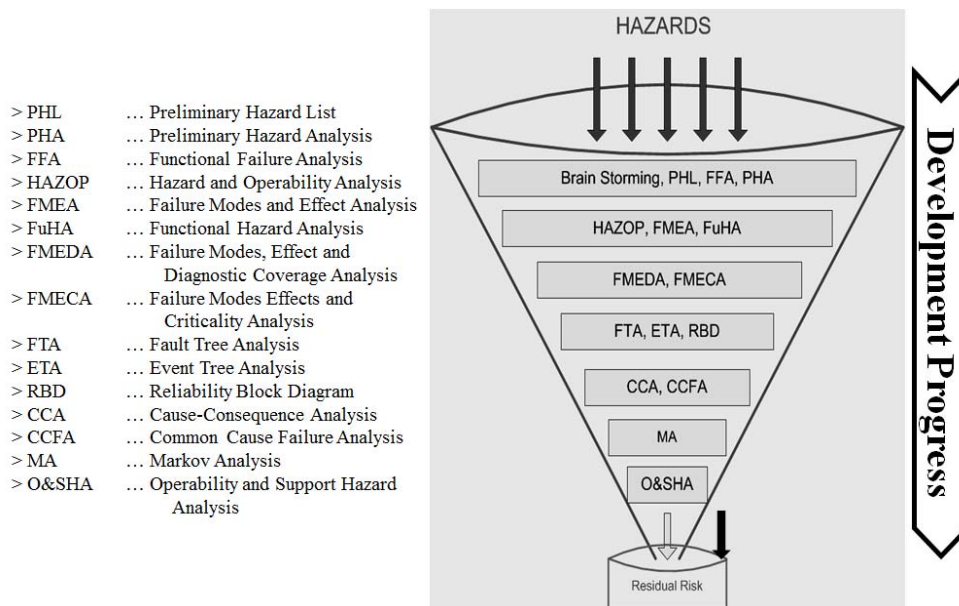 > PHL … Preliminary Hazard List
> PHA … Preliminary Hazard Analysis
> FFA … Functional Failure Analysis
> HAZOP … Hazard and Operability Analysis
> FMEA … Failure Modes and Effect Analysis
> FuHA … Functional Hazard Analysis
> FMEDA … Failure Modes, Effect and
Diagnostic Coverage Analysis
> FMECA … Failure Modes Effects and
Criticality Analysis
> FTA … Fault Tree Analysis
> ETA … Event Tree Analysis
> RBD … Reliability Block Diagram
> CCA … Cause-Consequence Analysis
> CCFA … Common Cause Failure Analysis
> MA … Markov Analysis
> O&SHA … Operability and Support Hazard
Analysis
HAZARDS
Brain Storming, PHL, FFA, PHA
HAZOP, FMEA, FuHA
FMEDA, FMECA
FTA, ETA, RBD
CCA, CCFA
MA
O&SHA
Residual Risk
Development Progress